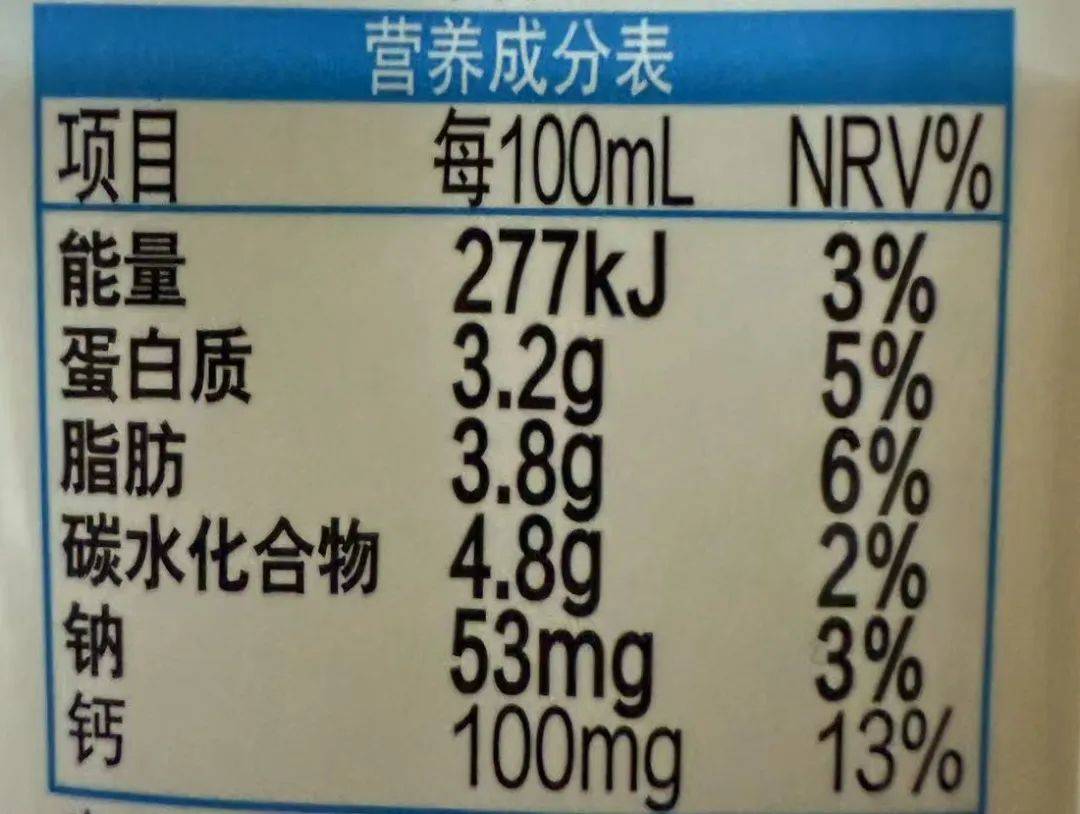 营养成分表
项目 每100mL NRV%
能量 277kJ 3%
蛋白质 3.2g 5%
脂肪 3.8g 6%
碳水化合物 4.8g 2%
钠 53mg 3%
钙 100mg 13%